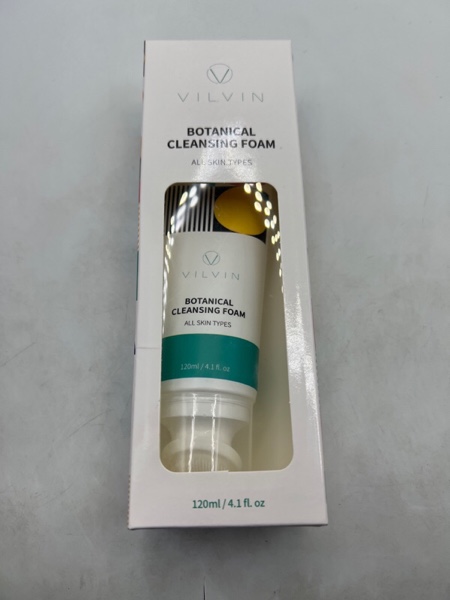 VILVIN
BOTANICAL
CLEANSING FOAM
ALL SKIN TYPES
VILVIN
BOTANICAL
CLEANSING FOAM
ALL SKIN TYPES
120ml / 4.1 fl. oz
120ml / 4.1 fl. oz